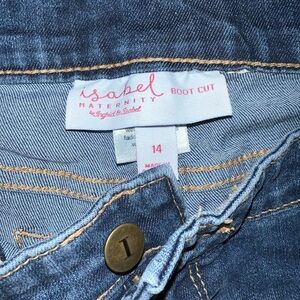 isabel
MATERNITY
by Ingrid & Isabel
BOOT CUT
14
I